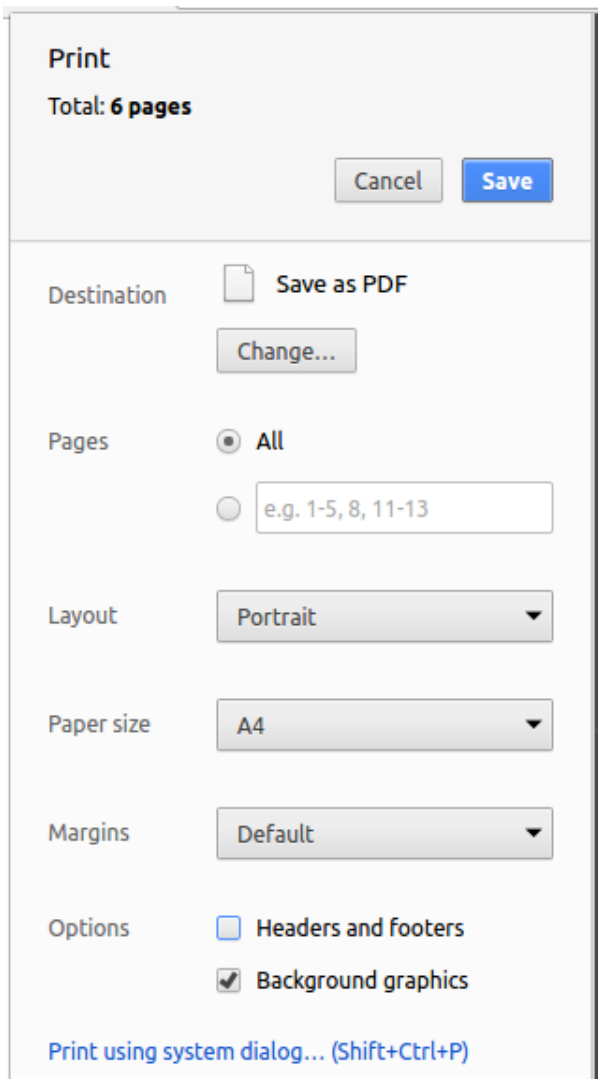 Print
Total: 6 pages
Cancel Save
Destination Save as PDF
Change...
Pages All
e.g. 1-5, 8, 11-13
Layout Portrait
Paper size A4
Margins Default
Options Headers and footers
Background graphics
Print using system dialog... (Shift+Ctrl+P)